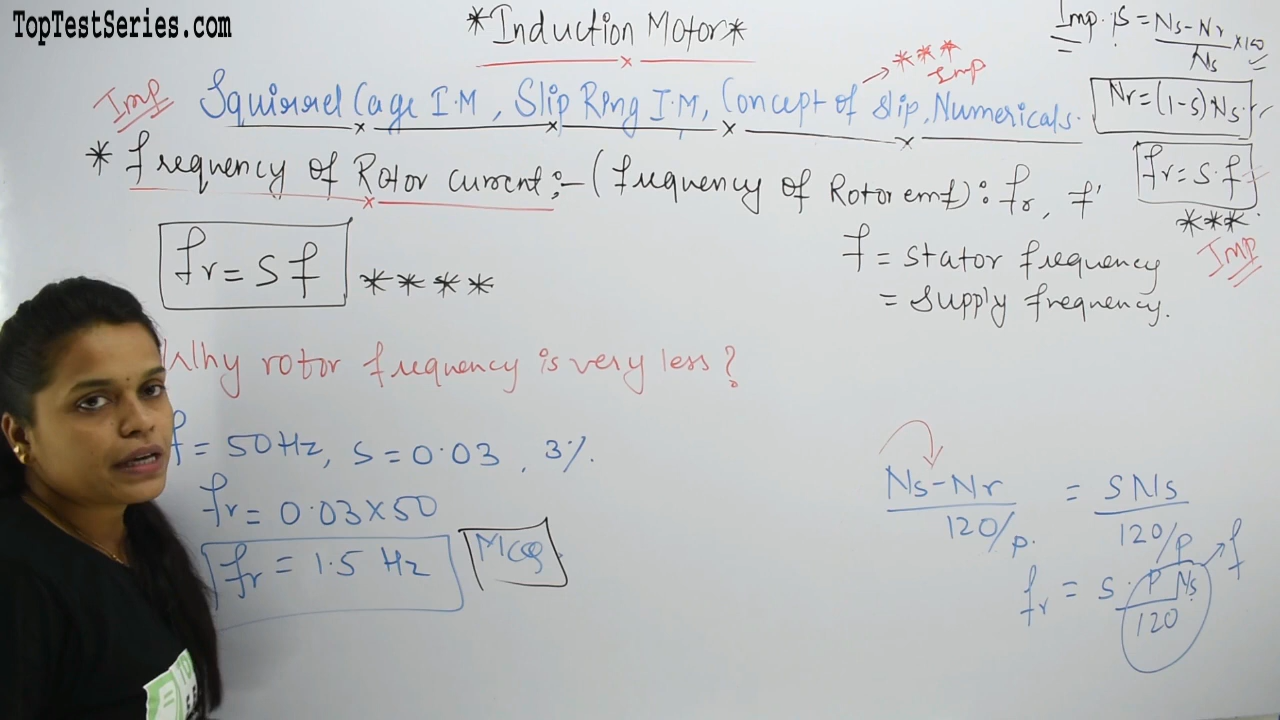 TopTestSeries.com
*Induction Motor*
Imp. s = Ns-Nr/Ns ×100
Nr=(1-s)Ns
fr = s.f
***
Imp
*** Imp
Imp Squirrel Cage I.M, Slip Ring I.M, Concept of slip, Numericals.
* frequency of Rotor current:- (frequency of Rotor emf): fr, f'
fr = s f ****
f = stator frequency
= supply frequency.
Why rotor frequency is very less?
f = 50Hz, s = 0.03, 3%.
fr = 0.03×50
fr = 1.5 Hz
MCQ
Ns-Nr/120/p. = sNs/120/p
fr = s. P Ns/120
f